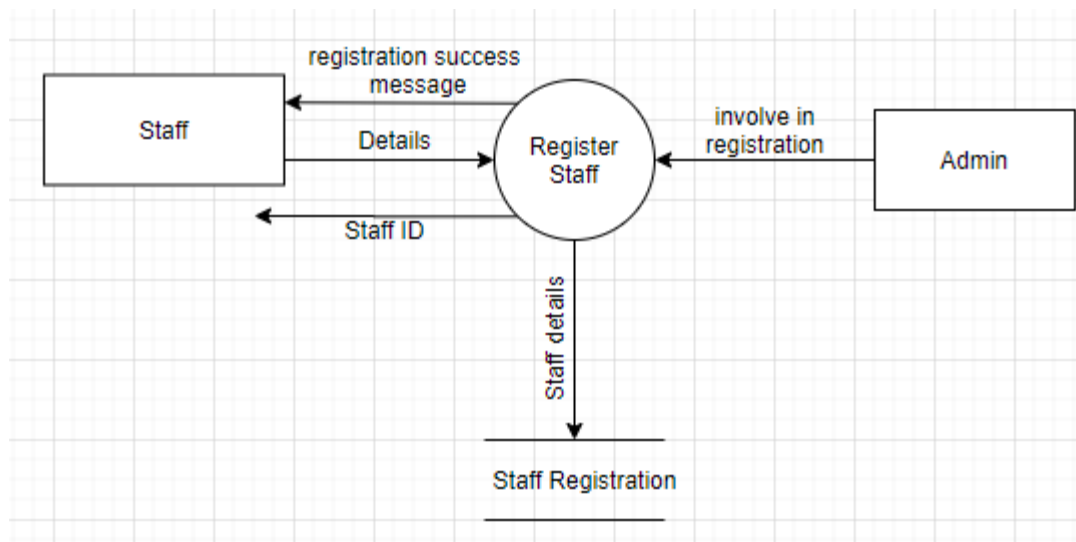 registration success
message
Staff
Details
Staff ID
Register
Staff
involve in
registration
Admin
Staff details
Staff Registration